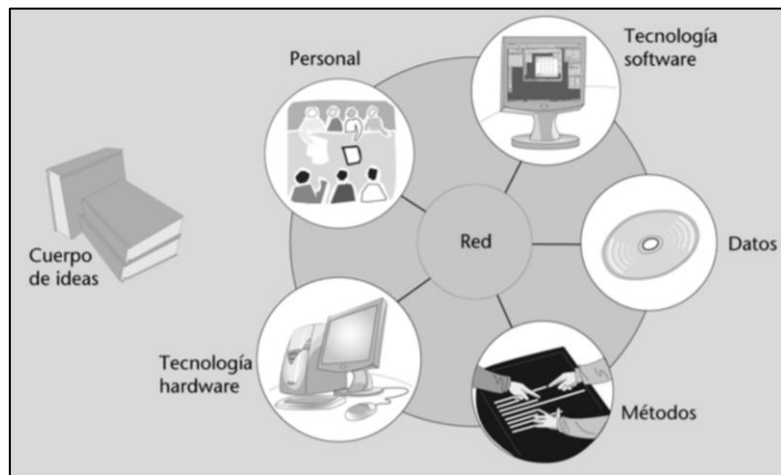 Tecnología
software
Personal
Red
Datos
Cuerpo
de ideas
Tecnología
hardware
Métodos